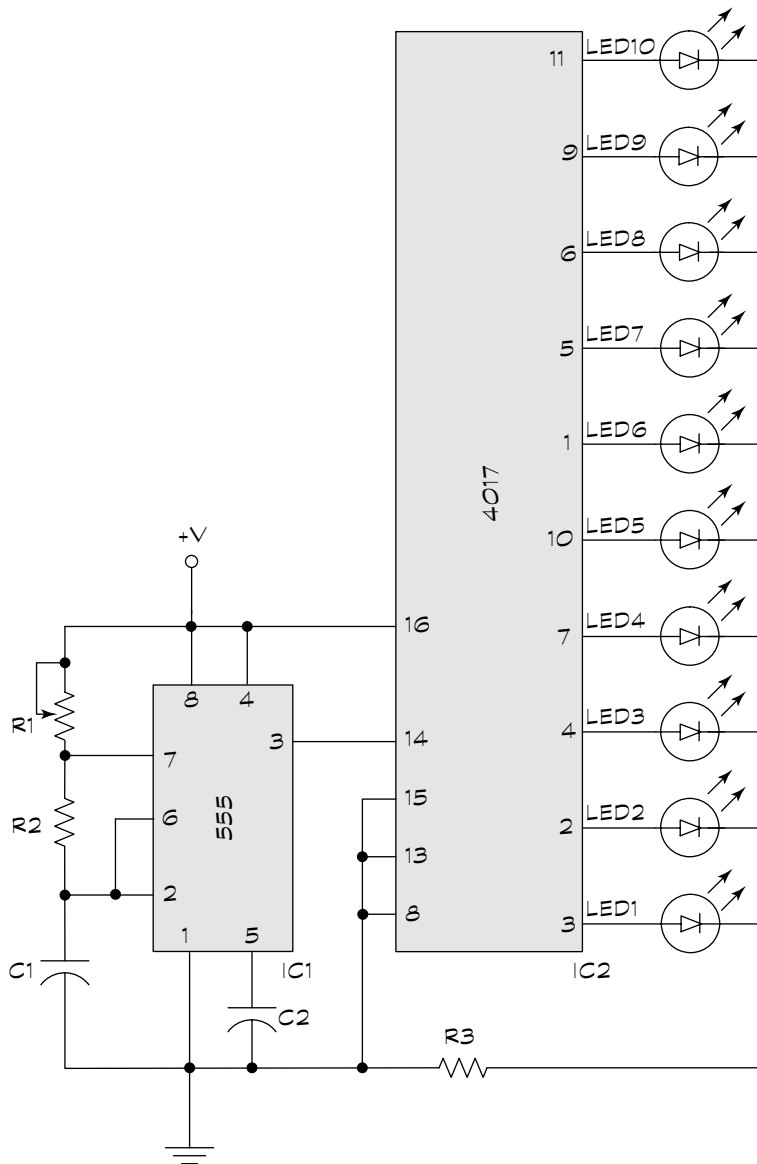 11 LED10
9 LED9
6 LED8
5 LED7
1 LED6
4017
10 LED5
+V
16
7 LED4
8 4
R1
3
14
4 LED3
7
15
R2
6
555
2 LED2
13
2
8
3 LED1
1 5
C1
IC1
IC2
C2
R3